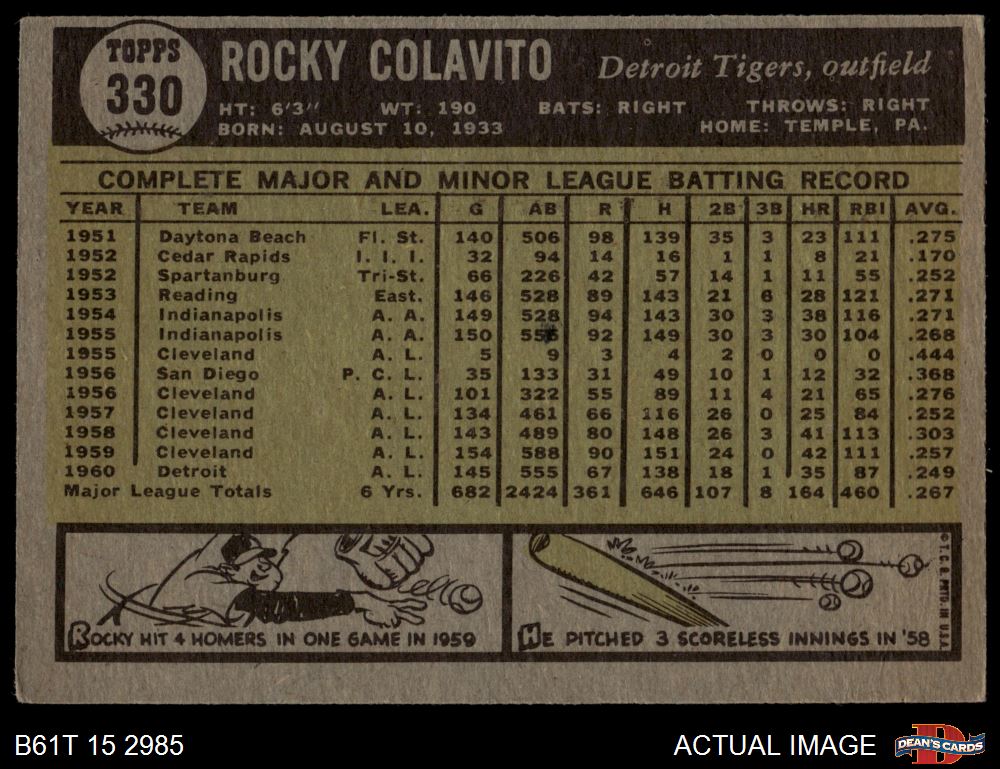 TOPPS
330
ROCKY COLAVITO
Detroit Tigers, outfield
HT: 6'3" WT: 190 BATS: RIGHT THROWS: RIGHT
BORN: AUGUST 10, 1933 HOME: TEMPLE, PA.
COMPLETE MAJOR AND MINOR LEAGUE BATTING RECORD
YEAR TEAM LEA. G AB R H 2B 3B HR RBI AVG.
1951 Daytona Beach Fl. St. 140 506 98 139 35 3 23 111 .275
1952 Cedar Rapids I. I. I. 32 94 14 16 1 1 8 21 .170
1952 Spartanburg Tri-St. 66 226 42 57 14 1 11 55 .252
1953 Reading East. 146 528 89 143 21 6 28 121 .271
1954 Indianapolis A. A. 149 528 94 143 30 3 38 116 .271
1955 Indianapolis A. A. 150 556 92 149 30 3 30 104 .268
1955 Cleveland A. L. 5 9 3 4 2 0 0 0 .444
1956 San Diego P. C. L. 35 133 31 49 10 1 12 32 .368
1956 Cleveland A. L. 101 322 55 89 11 4 21 65 .276
1957 Cleveland A. L. 134 461 66 116 26 0 25 84 .252
1958 Cleveland A. L. 143 489 80 148 26 3 41 113 .303
1959 Cleveland A. L. 154 588 90 151 24 0 42 111 .257
1960 Detroit A. L. 145 555 67 138 18 1 35 87 .249
Major League Totals 6 Yrs. 682 2424 361 646 107 8 164 460 .267
ROCKY HIT 4 HOMERS IN ONE GAME IN 1959
HE PITCHED 3 SCORELESS INNINGS IN '58
© T. C. G. PRTD. IN U.S.A.
B61T 15 2985
ACTUAL IMAGE
DEAN'S CARDS